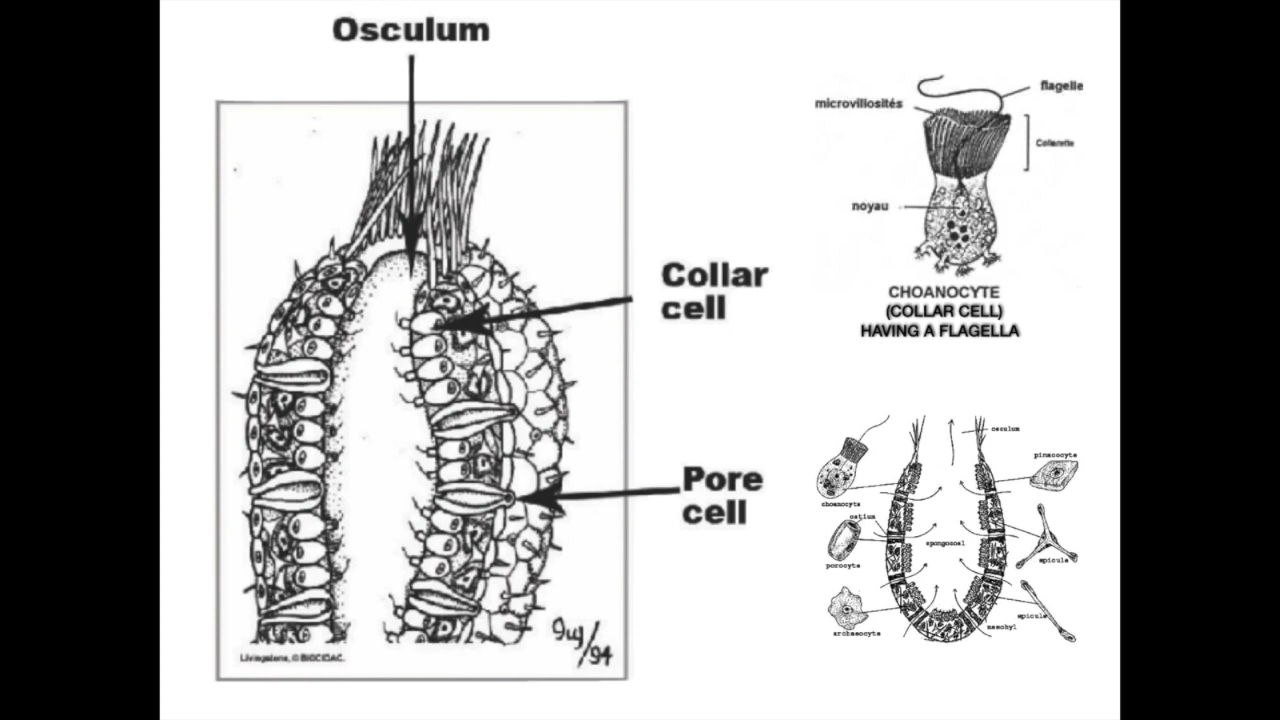 Osculum
Collar
cell
Pore
cell
Livingstone, © BIOCIDAC.
94
flagelle
microvillosités
Collerette
noyau
CHOANOCYTE
(COLLAR CELL)
HAVING A FLAGELLA
osculum
pinacocyte
choanocyte
ostium
spongocoel
porocyte
spicule
spicule
archaeocyte
mesohyl